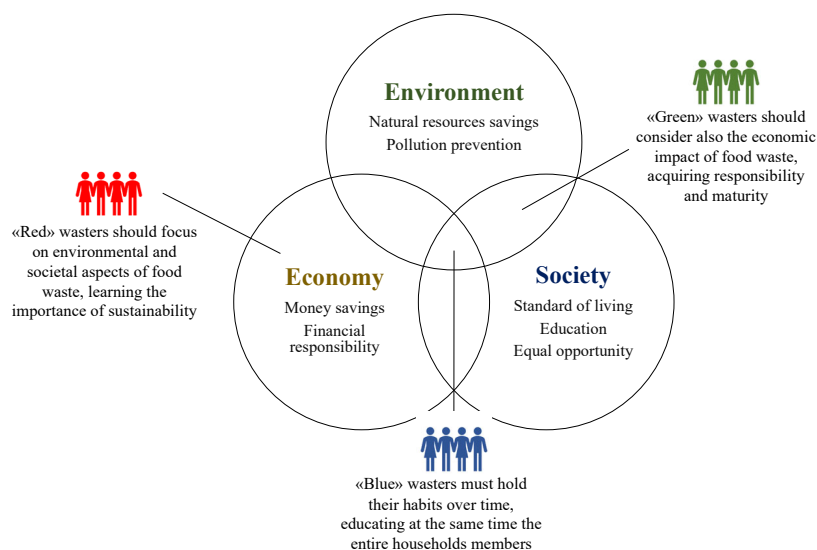 Environment
Natural resources savings
Pollution prevention
«Green» wasters should
consider also the economic
impact of food waste,
acquiring responsibility
and maturity
«Red» wasters should focus
on environmental and
societal aspects of food
waste, learning the
importance of sustainability
Economy
Money savings
Financial
responsibility
Society
Standard of living
Education
Equal opportunity
«Blue» wasters must hold
their habits over time,
educating at the same time the
entire households members